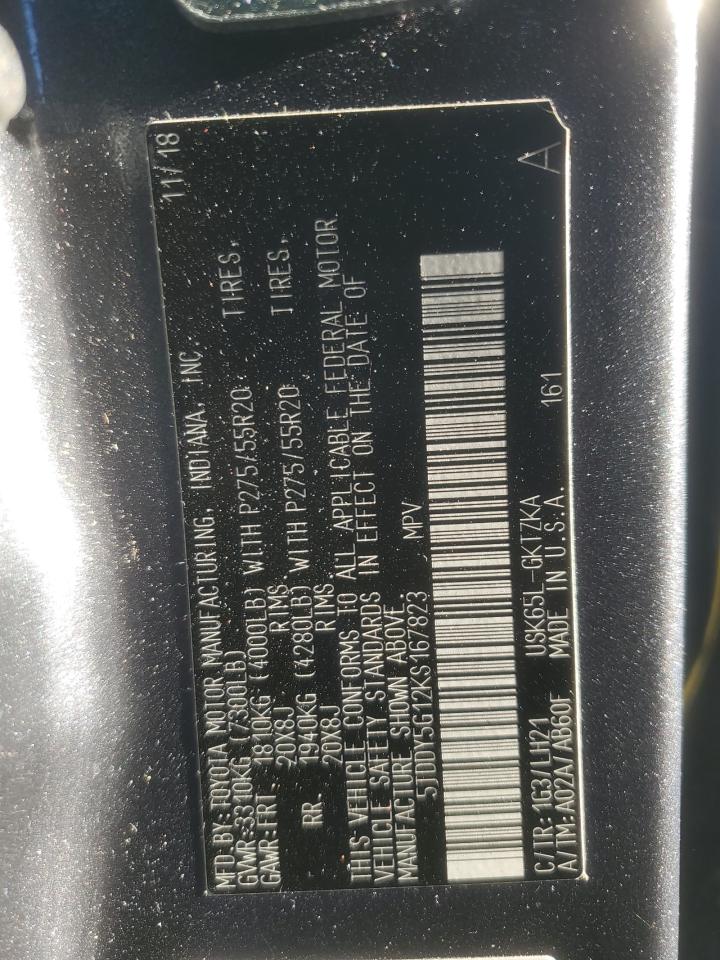 11/18
MFD BY: TOYOTA MOTOR MANUFACTURING, INDIANA, INC.
GVWR: 3310KG (7300LB)
GAWR: FRT 1810KG (4000LB) WITH P275/55R20 TIRES,
20X8J RIMS,
RR. 1940KG (4280LB) WITH P275/55R20 TIRES,
20X8J RIMS.
THIS VEHICLE CONFORMS TO ALL APPLICABLE FEDERAL MOTOR
VEHICLE SAFETY STANDARDS IN EFFECT ON THE DATE OF
MANUFACTURE SHOWN ABOVE.
5TDDY5G12KS167823 MPV
C/TR: 1G3/LH21 USK65L-GKTZKA
A/TM: A02A/AB60F MADE IN U.S.A. 161
A